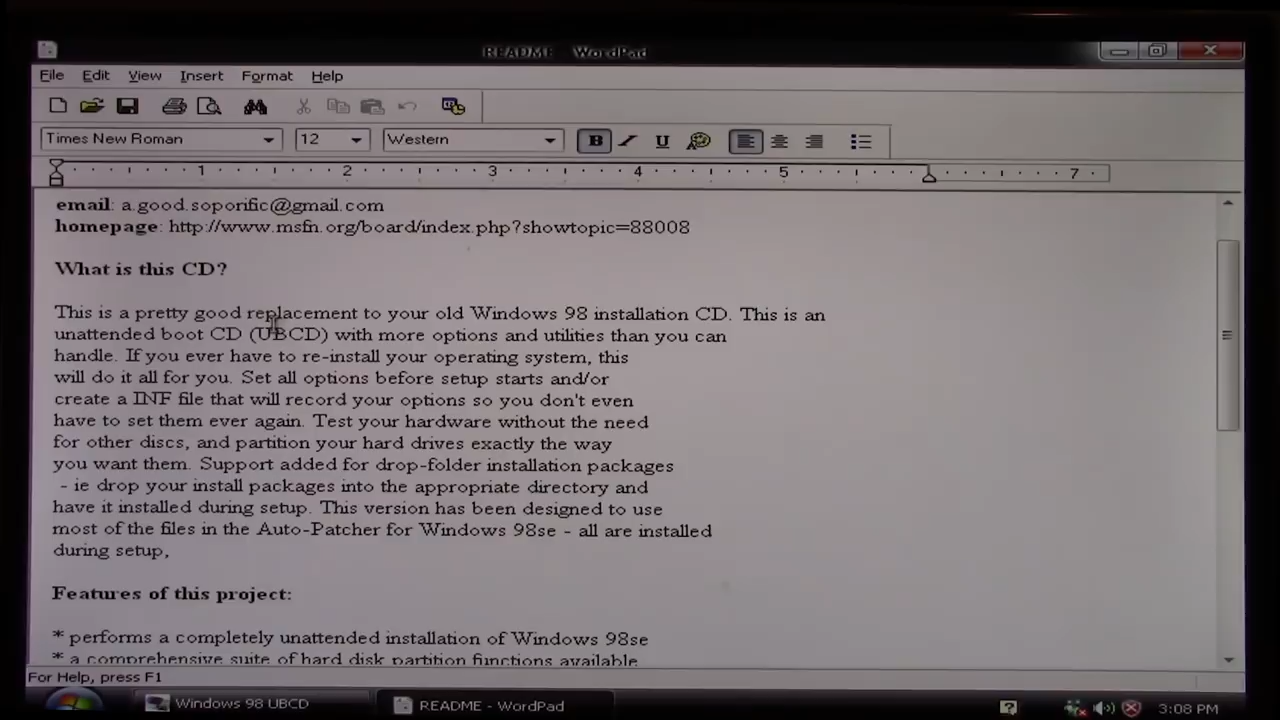 README - WordPad
File Edit View Insert Format Help
Times New Roman 12 Western B U
1 2 3 4 5 7
email: a.good.soporific@gmail.com
homepage: http://www.msfn.org/board/index.php?showtopic=88008
What is this CD?
This is a pretty good replacement to your old Windows 98 installation CD. This is an
unattended boot CD (UBCD) with more options and utilities than you can
handle. If you ever have to re-install your operating system, this
will do it all for you. Set all options before setup starts and/or
create a INF file that will record your options so you don't even
have to set them ever again. Test your hardware without the need
for other discs, and partition your hard drives exactly the way
you want them. Support added for drop-folder installation packages
- ie drop your install packages into the appropriate directory and
have it installed during setup. This version has been designed to use
most of the files in the Auto-Patcher for Windows 98se - all are installed
during setup,
Features of this project:
* performs a completely unattended installation of Windows 98se
* a comprehensive suite of hard disk partition functions available
For Help, press F1
Windows 98 UBCD README - WordPad 3:08 PM